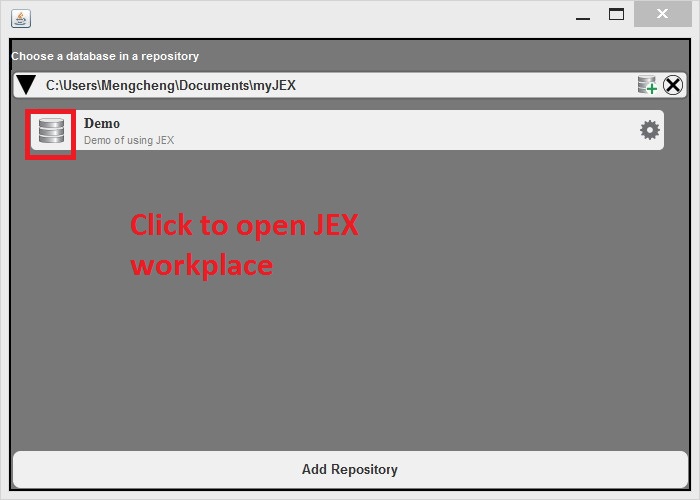 Choose a database in a repository
C:\Users\Mengcheng\Documents\myJEX
Demo
Demo of using JEX
Click to open JEX
workplace
Add Repository